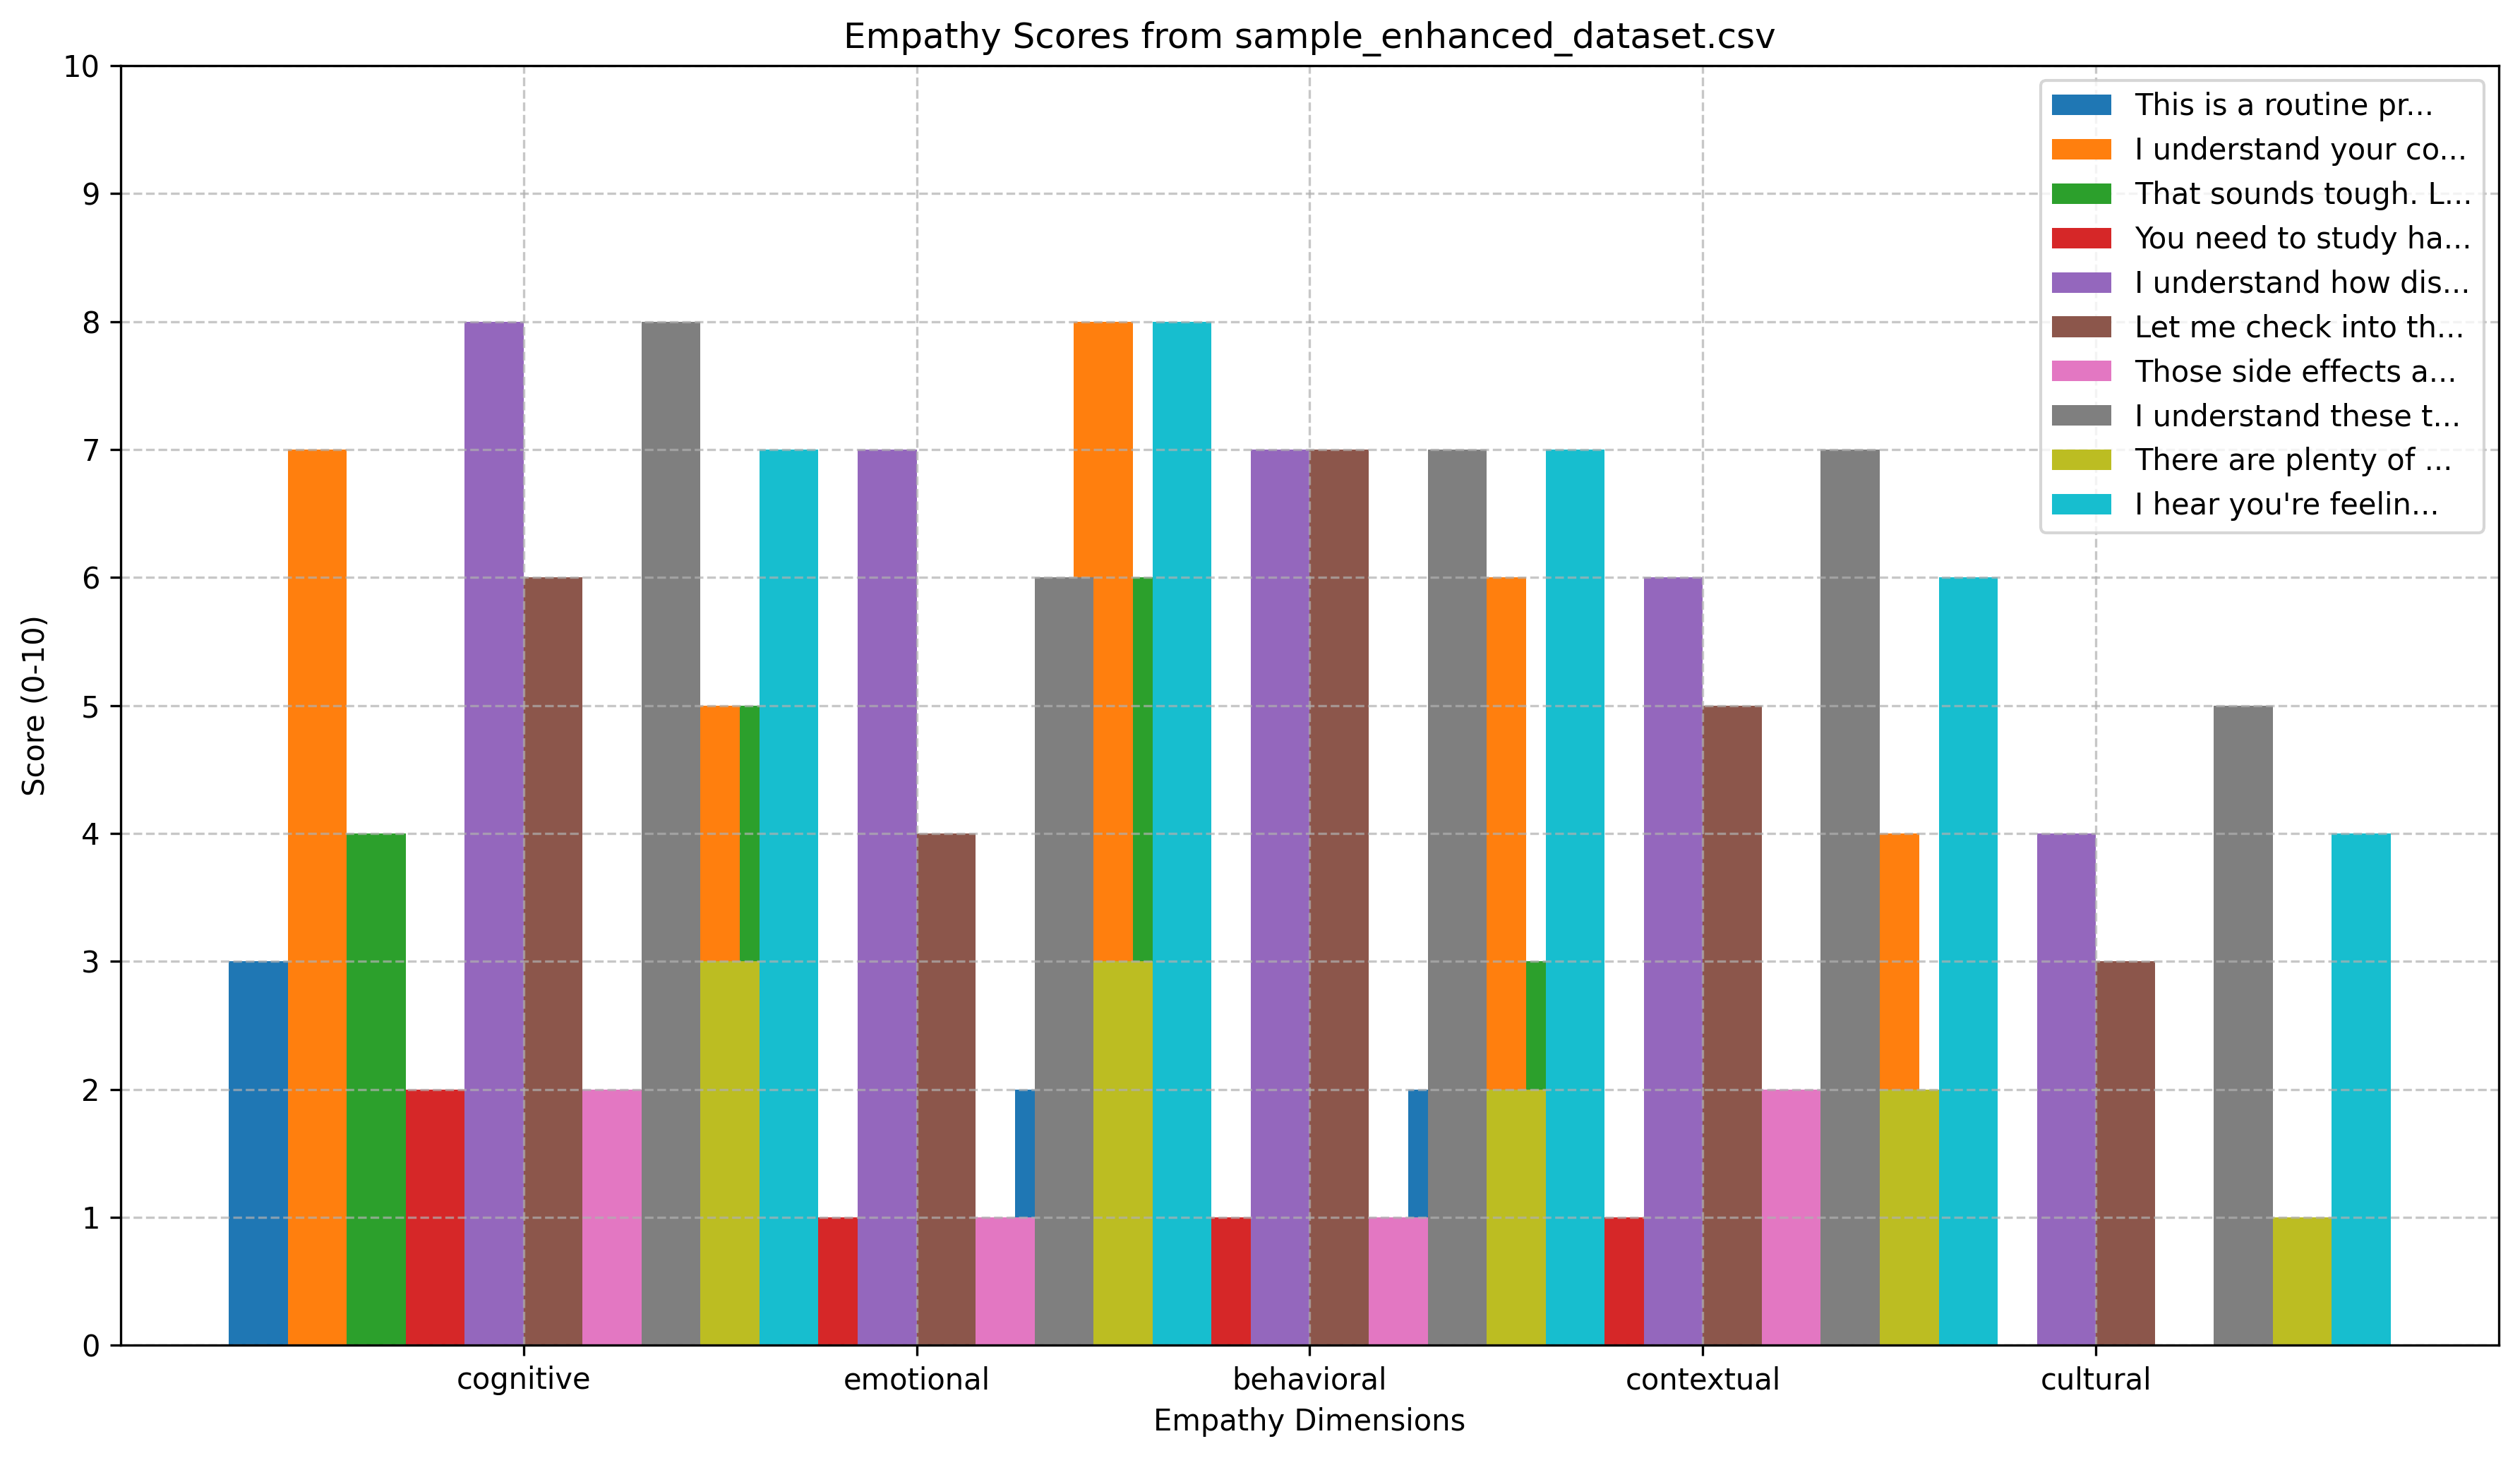 Empathy Scores from sample_enhanced_dataset.csv
10
9
8
7
6
5
4
3
2
1
0
Score (0-10)
This is a routine pr...
I understand your co...
That sounds tough. L...
You need to study ha...
I understand how dis...
Let me check into th...
Those side effects a...
I understand these t...
There are plenty of ...
I hear you're feelin...
cognitive
emotional
behavioral
contextual
cultural
Empathy Dimensions